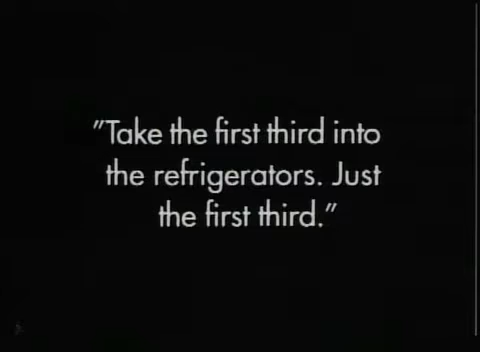 "Take the first third into
the refrigerators. Just
the first third."